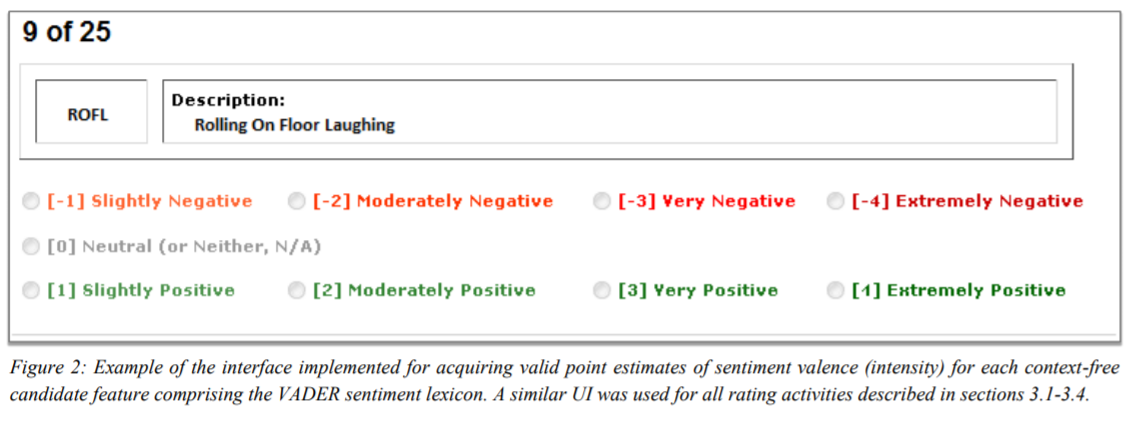 9 of 25
ROFL
Description:
Rolling On Floor Laughing
[-1] Slightly Negative [-2] Moderately Negative [-3] Very Negative [-4] Extremely Negative
[0] Neutral (or Neither, N/A)
[1] Slightly Positive [2] Moderately Positive [3] Very Positive [4] Extremely Positive
Figure 2: Example of the interface implemented for acquiring valid point estimates of sentiment valence (intensity) for each context-free
candidate feature comprising the VADER sentiment lexicon. A similar UI was used for all rating activities described in sections 3.1-3.4.